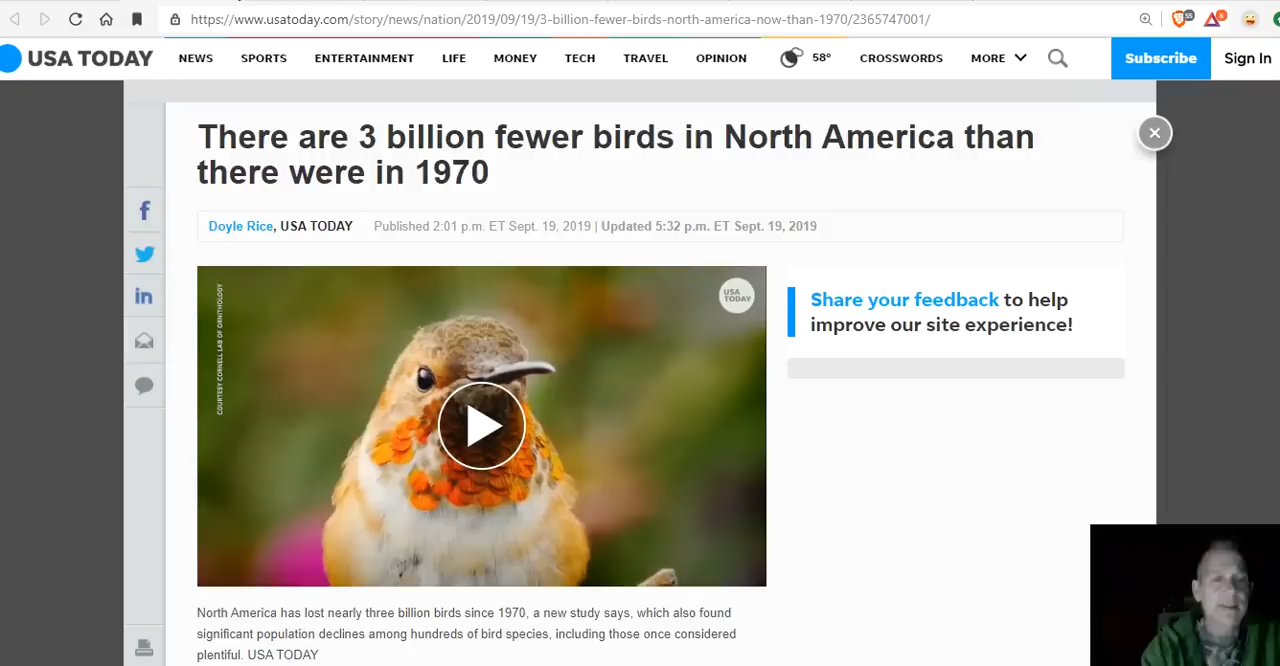 https://www.usatoday.com/story/news/nation/2019/09/19/3-billion-fewer-birds-north-america-now-than-1970/2365747001/
55
6
USA TODAY
NEWS
SPORTS
ENTERTAINMENT
LIFE
MONEY
TECH
TRAVEL
OPINION
58°
CROSSWORDS
MORE
Subscribe
Sign In
There are 3 billion fewer birds in North America than
there were in 1970
Doyle Rice, USA TODAY
Published 2:01 p.m. ET Sept. 19, 2019 | Updated 5:32 p.m. ET Sept. 19, 2019
f
in
COURTESY CORNELL LAB OF ORNITHOLOGY
USA
TODAY
Share your feedback to help
improve our site experience!
North America has lost nearly three billion birds since 1970, a new study says, which also found
significant population declines among hundreds of bird species, including those once considered
plentiful. USA TODAY